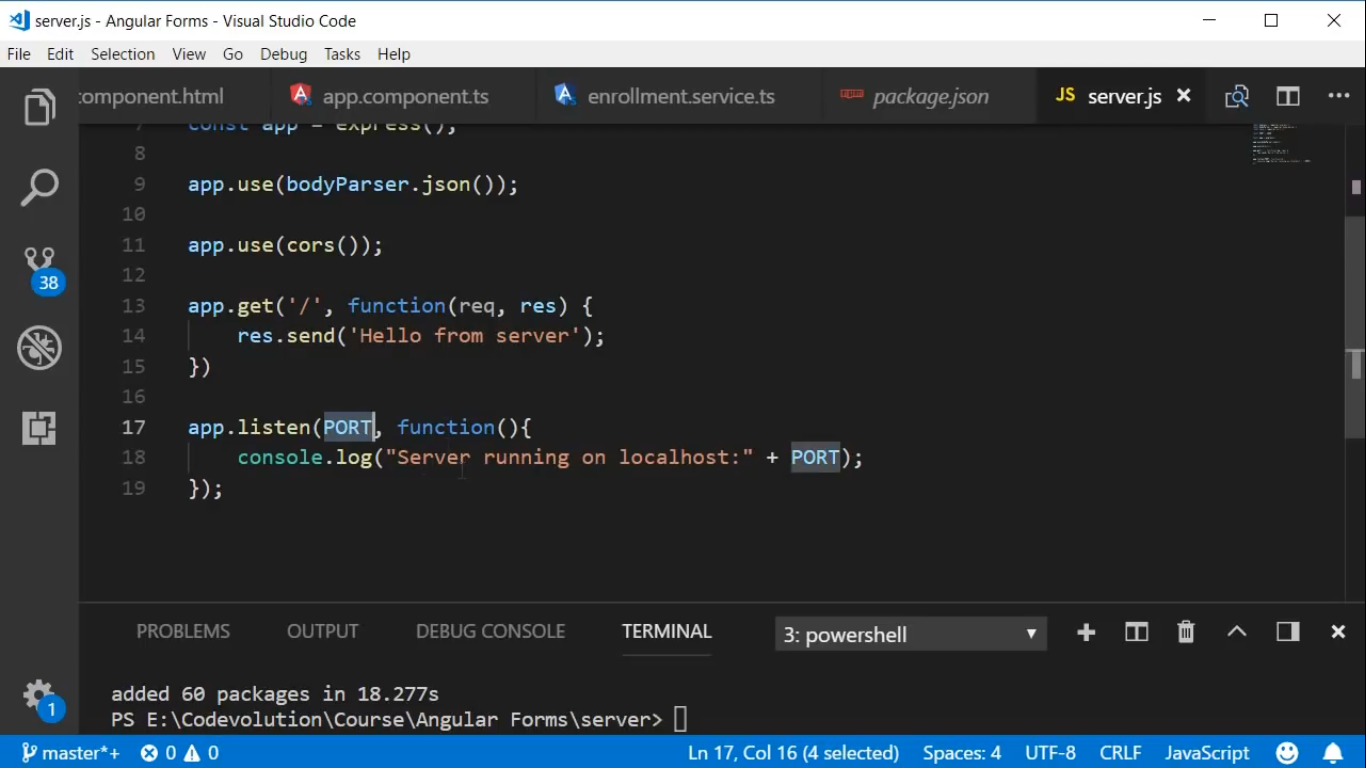 server.js - Angular Forms - Visual Studio Code
File Edit Selection View Go Debug Tasks Help
component.html app.component.ts enrollment.service.ts package.json JS server.js
7 const app = express();
8
9 app.use(bodyParser.json());
10
11 app.use(cors());
12
13 app.get('/', function(req, res) {
14 res.send('Hello from server');
15 })
16
17 app.listen(PORT, function(){
18 console.log("Server running on localhost:" + PORT);
19 });
38
PROBLEMS OUTPUT DEBUG CONSOLE TERMINAL 3: powershell
added 60 packages in 18.277s
PS E:\Codevolution\Course\Angular Forms\server>
1
master*+ 0 0 Ln 17, Col 16 (4 selected) Spaces: 4 UTF-8 CRLF JavaScript